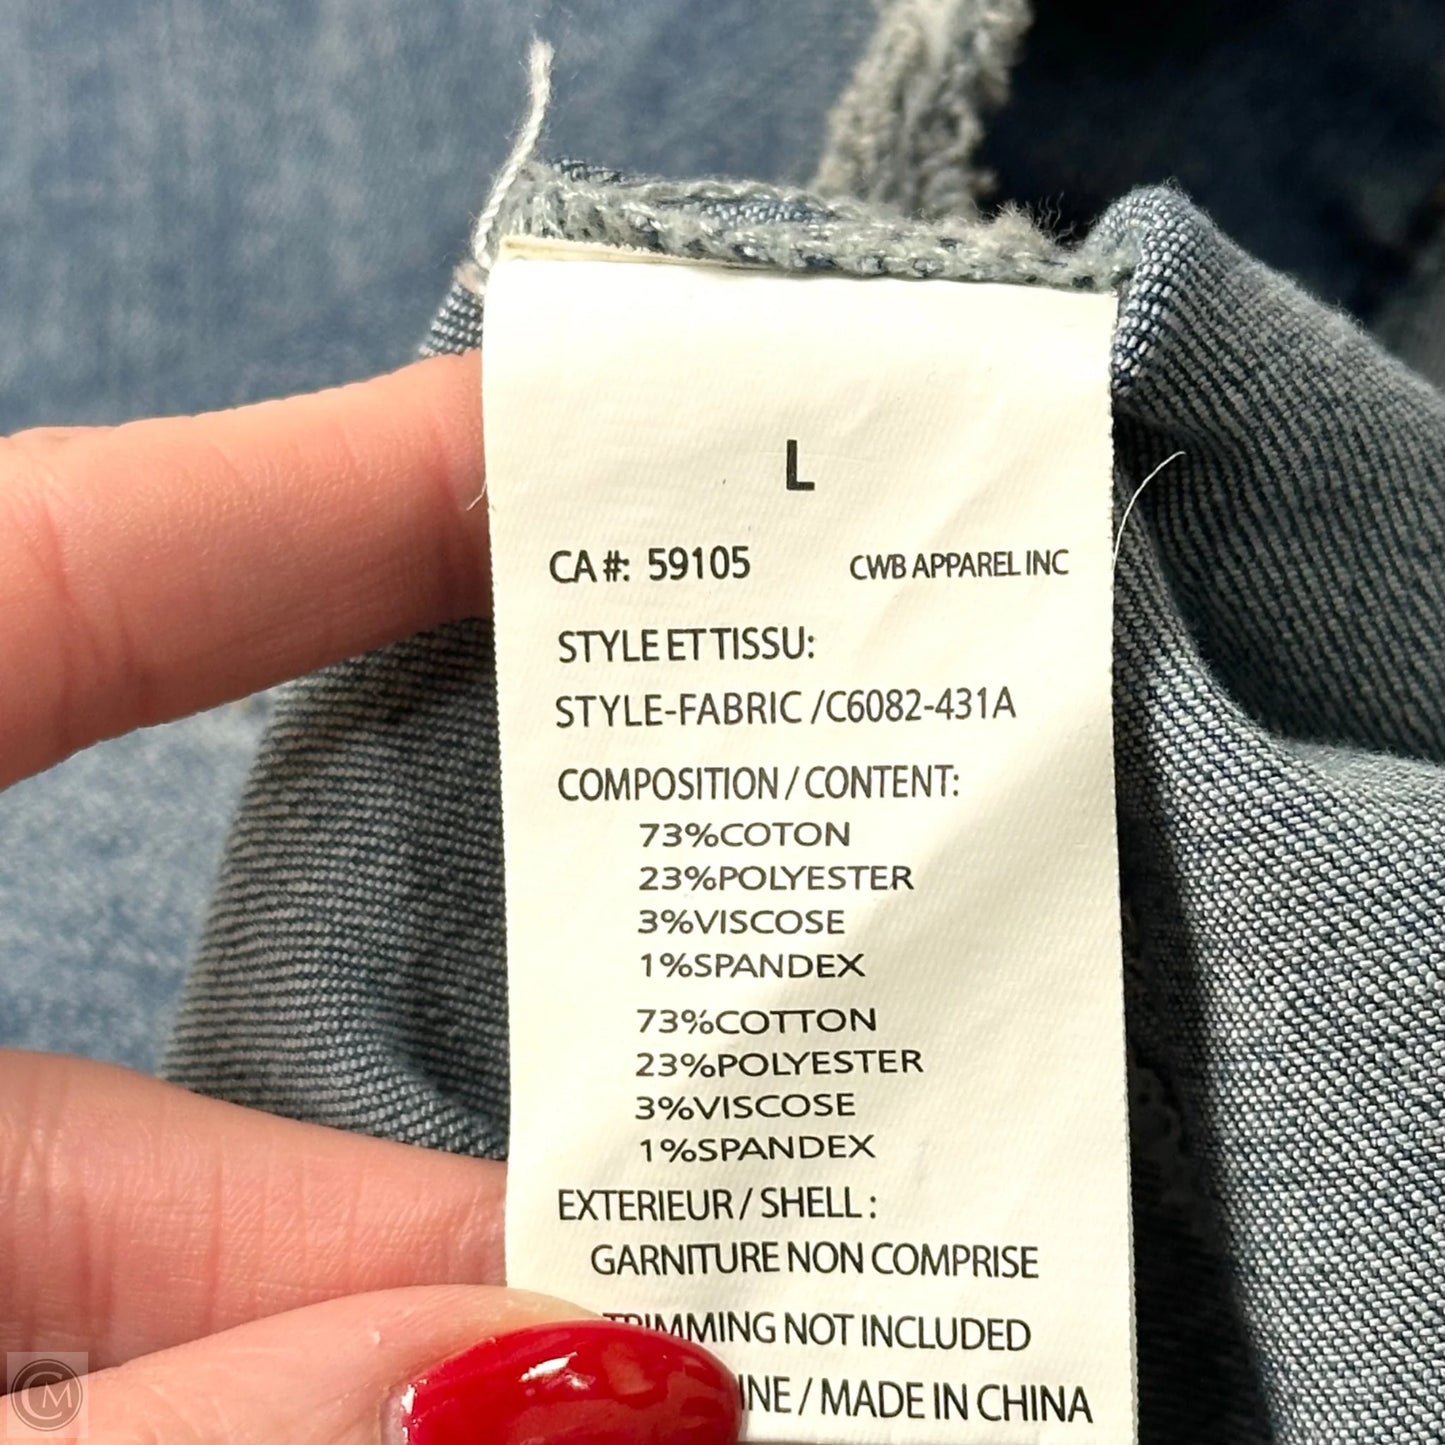 L
CA#: 59105 CWB APPAREL INC
STYLE ET TISSU:
STYLE-FABRIC /C6082-431A
COMPOSITION / CONTENT:
73%COTON
23%POLYESTER
3%VISCOSE
1%SPANDEX
73%COTTON
23%POLYESTER
3%VISCOSE
1%SPANDEX
EXTERIEUR / SHELL :
GARNITURE NON COMPRISE
TRIMMING NOT INCLUDED
/ MADE IN CHINA